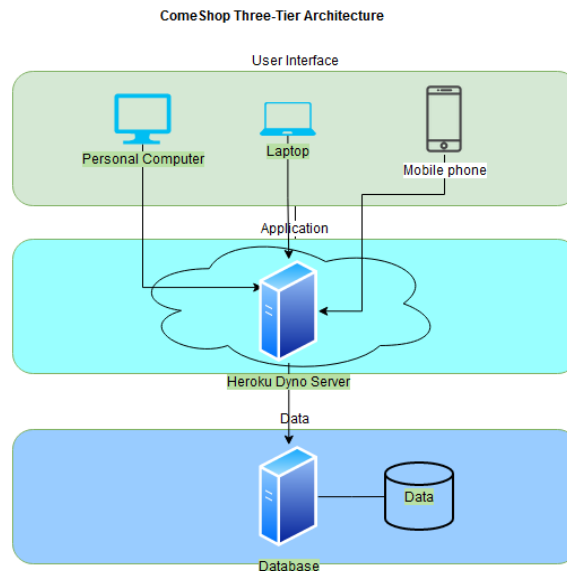 ComeShop Three-Tier Architecture
User Interface
Personal Computer
Laptop
Mobile phone
Application
Heroku Dyno Server
Data
Data
Database